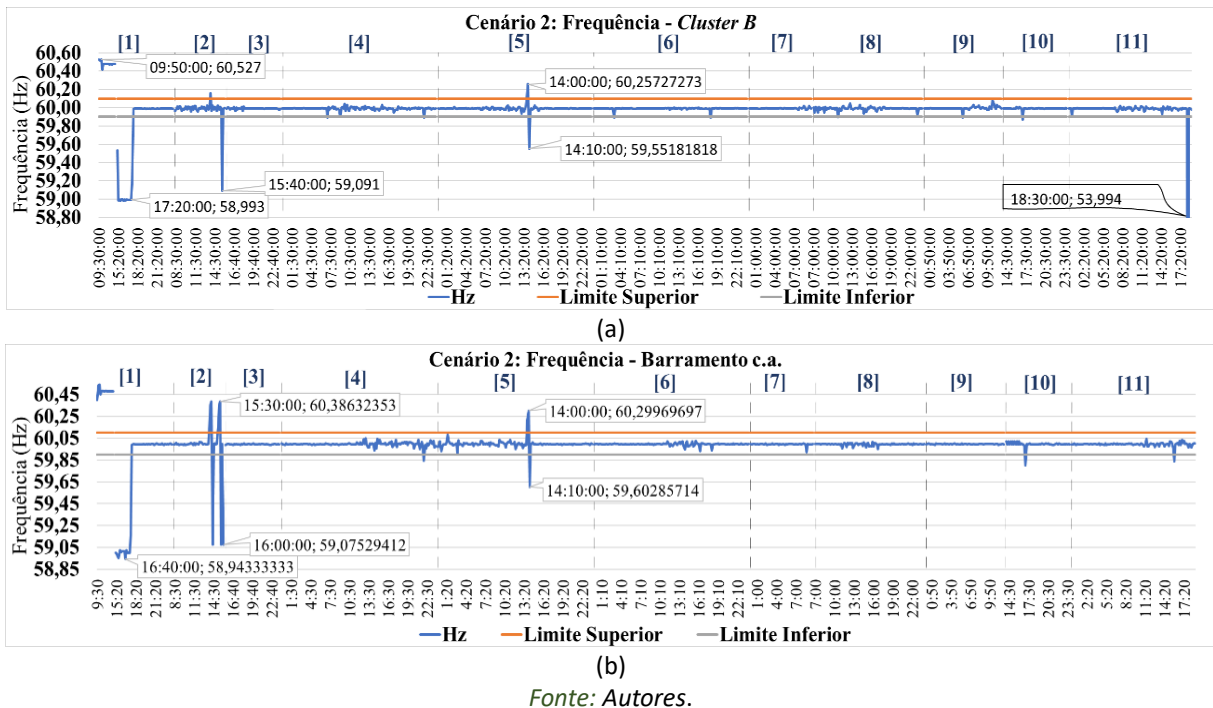 Cenário 2: Frequência - Cluster B
[1] [2] [3] [4] [5] [6] [7] [8] [9] [10] [11]
Frequência (Hz)
60,60
60,40
60,20
60,00
59,80
59,60
59,40
59,20
59,00
58,80
09:50:00; 60,527
14:00:00; 60,25727273
14:10:00; 59,55181818
15:40:00; 59,091
17:20:00; 58,993
18:30:00; 53,994
09:30:00 15:20:00 18:20:00 21:20:00 08:30:00 11:30:00 14:30:00 16:40:00 19:40:00 22:40:00 01:30:00 04:30:00 07:30:00 10:30:00 13:30:00 16:30:00 19:30:00 22:30:00 01:20:00 04:20:00 07:20:00 10:20:00 13:20:00 16:20:00 19:20:00 22:20:00 01:10:00 04:10:00 07:10:00 10:10:00 13:10:00 16:10:00 19:10:00 22:10:00 01:00:00 04:00:00 07:00:00 07:00:00 10:00:00 13:00:00 16:00:00 19:00:00 22:00:00 00:50:00 03:50:00 06:50:00 09:50:00 14:30:00 17:30:00 20:30:00 23:30:00 02:20:00 05:20:00 08:20:00 11:20:00 14:20:00 17:20:00
Hz Limite Superior Limite Inferior
(a)
Cenário 2: Frequência - Barramento c.a.
[1] [2] [3] [4] [5] [6] [7] [8] [9] [10] [11]
Frequência (Hz)
60,45
60,25
60,05
59,85
59,65
59,45
59,25
59,05
58,85
15:30:00; 60,38632353
14:00:00; 60,29969697
14:10:00; 59,60285714
16:00:00; 59,07529412
16:40:00; 58,94333333
9:30 15:20 18:20 21:20 8:30 11:30 14:30 16:40 19:40 22:40 1:30 4:30 7:30 10:30 13:30 16:30 19:30 22:30 1:20 4:20 7:20 10:20 13:20 16:20 19:20 22:20 1:10 4:10 7:10 10:10 13:10 16:10 19:10 22:10 1:00 4:00 7:00 7:00 10:00 13:00 16:00 19:00 22:00 0:50 3:50 6:50 9:50 14:30 17:30 20:30 23:30 2:20 5:20 8:20 11:20 14:20 17:20
Hz Limite Superior Limite Inferior
(b)
Fonte: Autores.